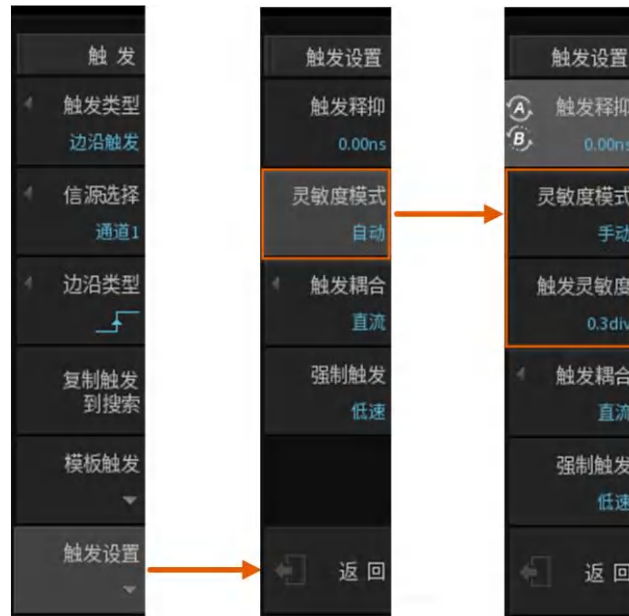 触 发
触发类型
边沿触发
信源选择
通道1
边沿类型
复制触发
到搜索
模板触发
触发设置
触发设置
触发释抑
0.00ns
灵敏度模式
自动
触发耦合
直流
强制触发
低速
返 回
触发设置
A
触发释抑
B
0.00ns
灵敏度模式
手动
触发灵敏度
0.3div
触发耦合
直流
强制触发
低速
返 回